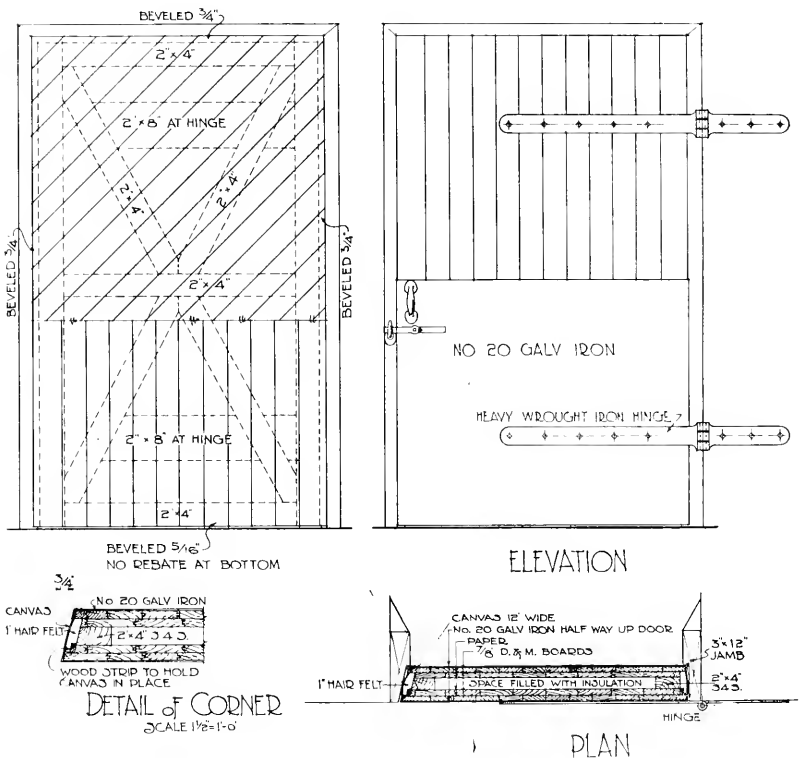 BEVELED 3/4"
2" x 4"
2" x 8" AT HINGE
2" x 4"
2" x 4"
BEVELED 3/4"
BEVELED 3/4"
2" x 4"
2" x 8" AT HINGE
2" x 4"
BEVELED 5/16"
NO REBATE AT BOTTOM
NO 20 GALV IRON
HEAVY WROUGHT IRON HINGE
ELEVATION
3/4"
No. 20 GALV IRON
CANVAS
1" HAIR FELT
2" x 4" S4S.
WOOD STRIP TO HOLD
CANVAS IN PLACE
DETAIL of CORNER
SCALE 1 1/2" = 1'-0"
CANVAS 12" WIDE
No. 20 GALV IRON HALF WAY UP DOOR
PAPER
7/8" D. & M. BOARDS
3" x 12"
JAMB
1" HAIR FELT
SPACE FILLED WITH INSULATION
2" x 4"
S4S.
HINGE
PLAN